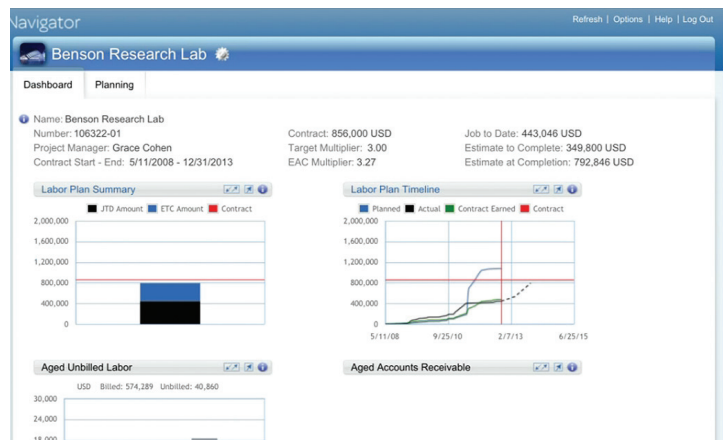 Navigator
Refresh | Options | Help | Log Out
Benson Research Lab
Dashboard Planning
Name: Benson Research Lab
Number: 106322-01
Project Manager: Grace Cohen
Contract Start - End: 5/11/2008 - 12/31/2013
Contract: 856,000 USD
Target Multiplier: 3.00
EAC Multiplier: 3.27
Job to Date: 443,046 USD
Estimate to Complete: 349,800 USD
Estimate at Completion: 792,846 USD
Labor Plan Summary
JTD Amount ETC Amount Contract
2,000,000
1,600,000
1,200,000
800,000
400,000
0
Labor Plan Timeline
Planned Actual Contract Earned Contract
2,000,000
1,600,000
1,200,000
800,000
400,000
0
5/11/08 9/25/10 2/7/13 6/25/15
Aged Unbilled Labor
USD Billed: 574,289 Unbilled: 40,860
30,000
24,000
18,000
Aged Accounts Receivable